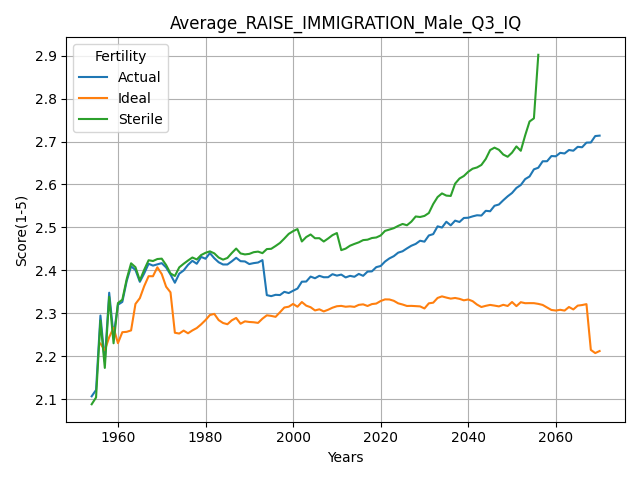 Average_RAISE_IMMIGRATION_Male_Q3_IQ
Fertility
Actual
Ideal
Sterile
Score(1-5)
2.9
2.8
2.7
2.6
2.5
2.4
2.3
2.2
2.1
1960 1980 2000 2020 2040 2060
Years